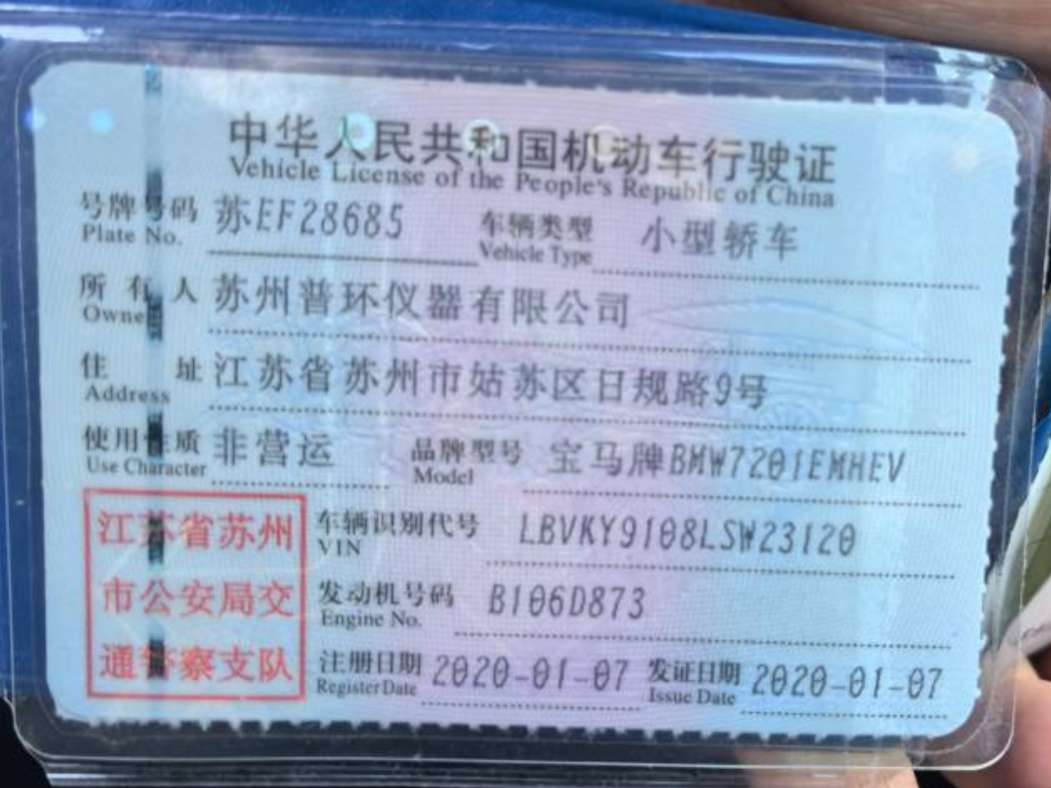 中华人民共和国机动车行驶证
Vehicle License of the People's Republic of China
号牌号码 苏EF28685 车辆类型 小型轿车
Plate No. Vehicle Type
所有人 苏州普环仪器有限公司
Owne
住址 江苏省苏州市姑苏区日规路9号
Address
使用性质 非营运 品牌型号 宝马牌BMW7201EMHEV
Use Character Model
江苏省苏州
市公安局交
通警察支队
车辆识别代号 LBVKY9108LSW23120
VIN
发动机号码 B106D873
Engine No.
注册日期 2020-01-07 发证日期 2020-01-07
Register Date Issue Date